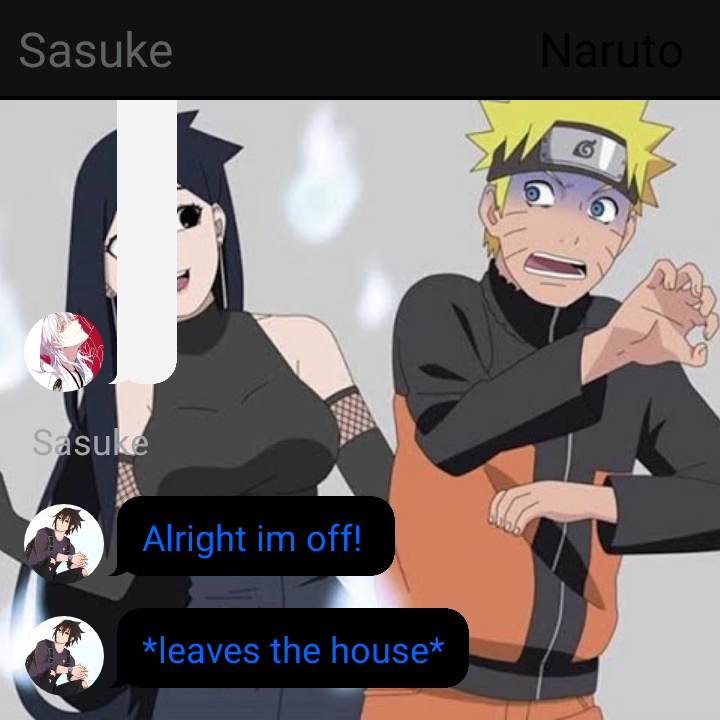 Sasuke
Naruto
Sasuke
Alright im off!
*leaves the house*